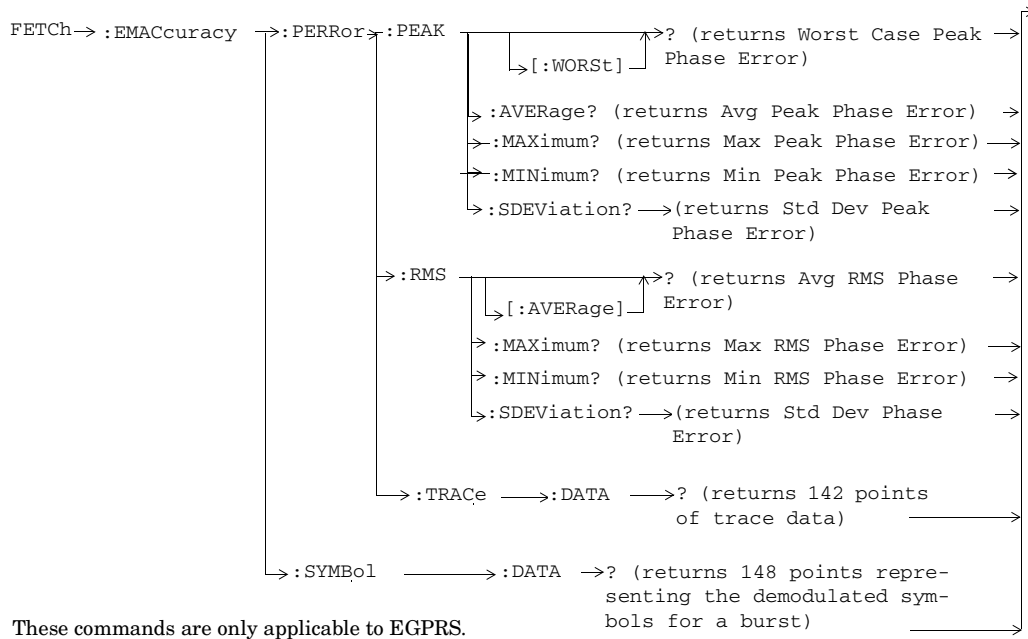 FETCh :EMACcuracy :PERRor :PEAK ? (returns Worst Case Peak
[:WORSt] Phase Error)
:AVERage? (returns Avg Peak Phase Error)
:MAXimum? (returns Max Peak Phase Error)
:MINimum? (returns Min Peak Phase Error)
:SDEViation? (returns Std Dev Peak
Phase Error)
:RMS ? (returns Avg RMS Phase
[:AVERage] Error)
:MAXimum? (returns Max RMS Phase Error)
:MINimum? (returns Min RMS Phase Error)
:SDEViation? (returns Std Dev Phase
Error)
:TRACe :DATA ? (returns 142 points
of trace data)
:SYMBol :DATA ? (returns 148 points repre-
senting the demodulated sym-
bols for a burst)
These commands are only applicable to EGPRS.